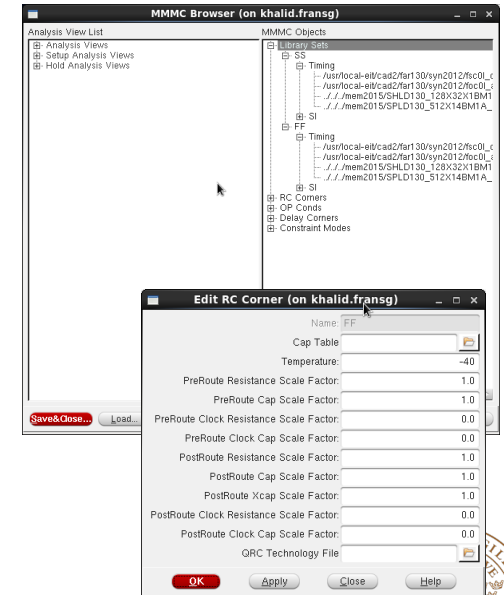 MMMC Browser (on khalid.fransg)
Analysis View List
Analysis Views
Setup Analysis Views
Hold Analysis Views
MMMC Objects
Library Sets
SS
Timing
/usr/local-eit/cad2/far130/syn2012/fsc0l_
/usr/local-eit/cad2/far130/syn2012/foc0l_
../../../mem2015/SHLD130_128X32X1BM1
../../../mem2015/SPLD130_512X14BM1A_
SI
FF
Timing
/usr/local-eit/cad2/far130/syn2012/fsc0l_
/usr/local-eit/cad2/far130/syn2012/foc0l_
../../../mem2015/SHLD130_128X32X1BM1
../../../mem2015/SPLD130_512X14BM1A_
SI
RC Corners
OP Conds
Delay Corners
Constraint Modes
Save&Close...
Load...
Edit RC Corner (on khalid.fransg)
Name: FF
Cap Table
Temperature: -40
PreRoute Resistance Scale Factor: 1.0
PreRoute Cap Scale Factor: 1.0
PreRoute Clock Resistance Scale Factor: 0.0
PreRoute Clock Cap Scale Factor: 0.0
PostRoute Resistance Scale Factor: 1.0
PostRoute Cap Scale Factor: 1.0
PostRoute Xcap Scale Factor: 1.0
PostRoute Clock Resistance Scale Factor: 0.0
PostRoute Clock Cap Scale Factor: 0.0
QRC Technology File
OK
Apply
Close
Help